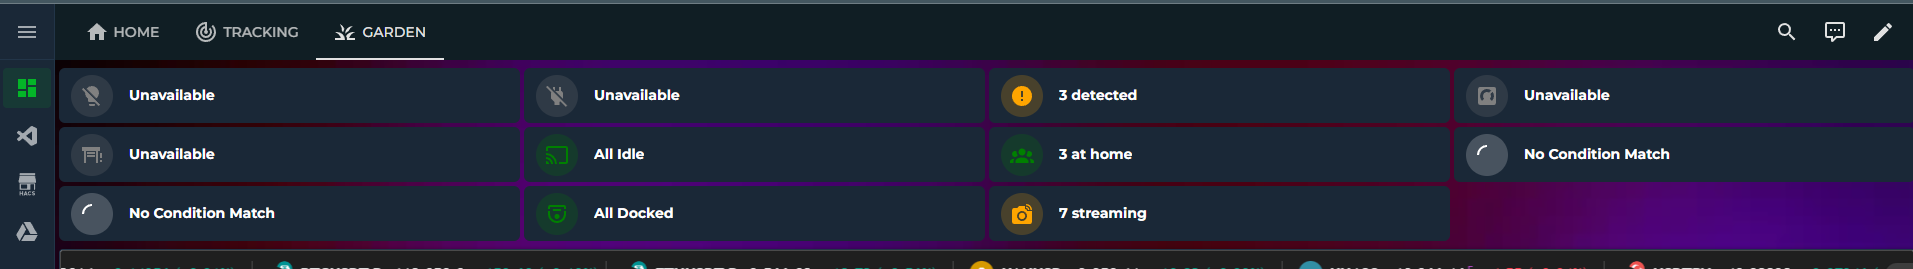 HOME TRACKING GARDEN
Unavailable Unavailable 3 detected Unavailable
Unavailable All Idle 3 at home No Condition Match
HACS
No Condition Match All Docked 7 streaming